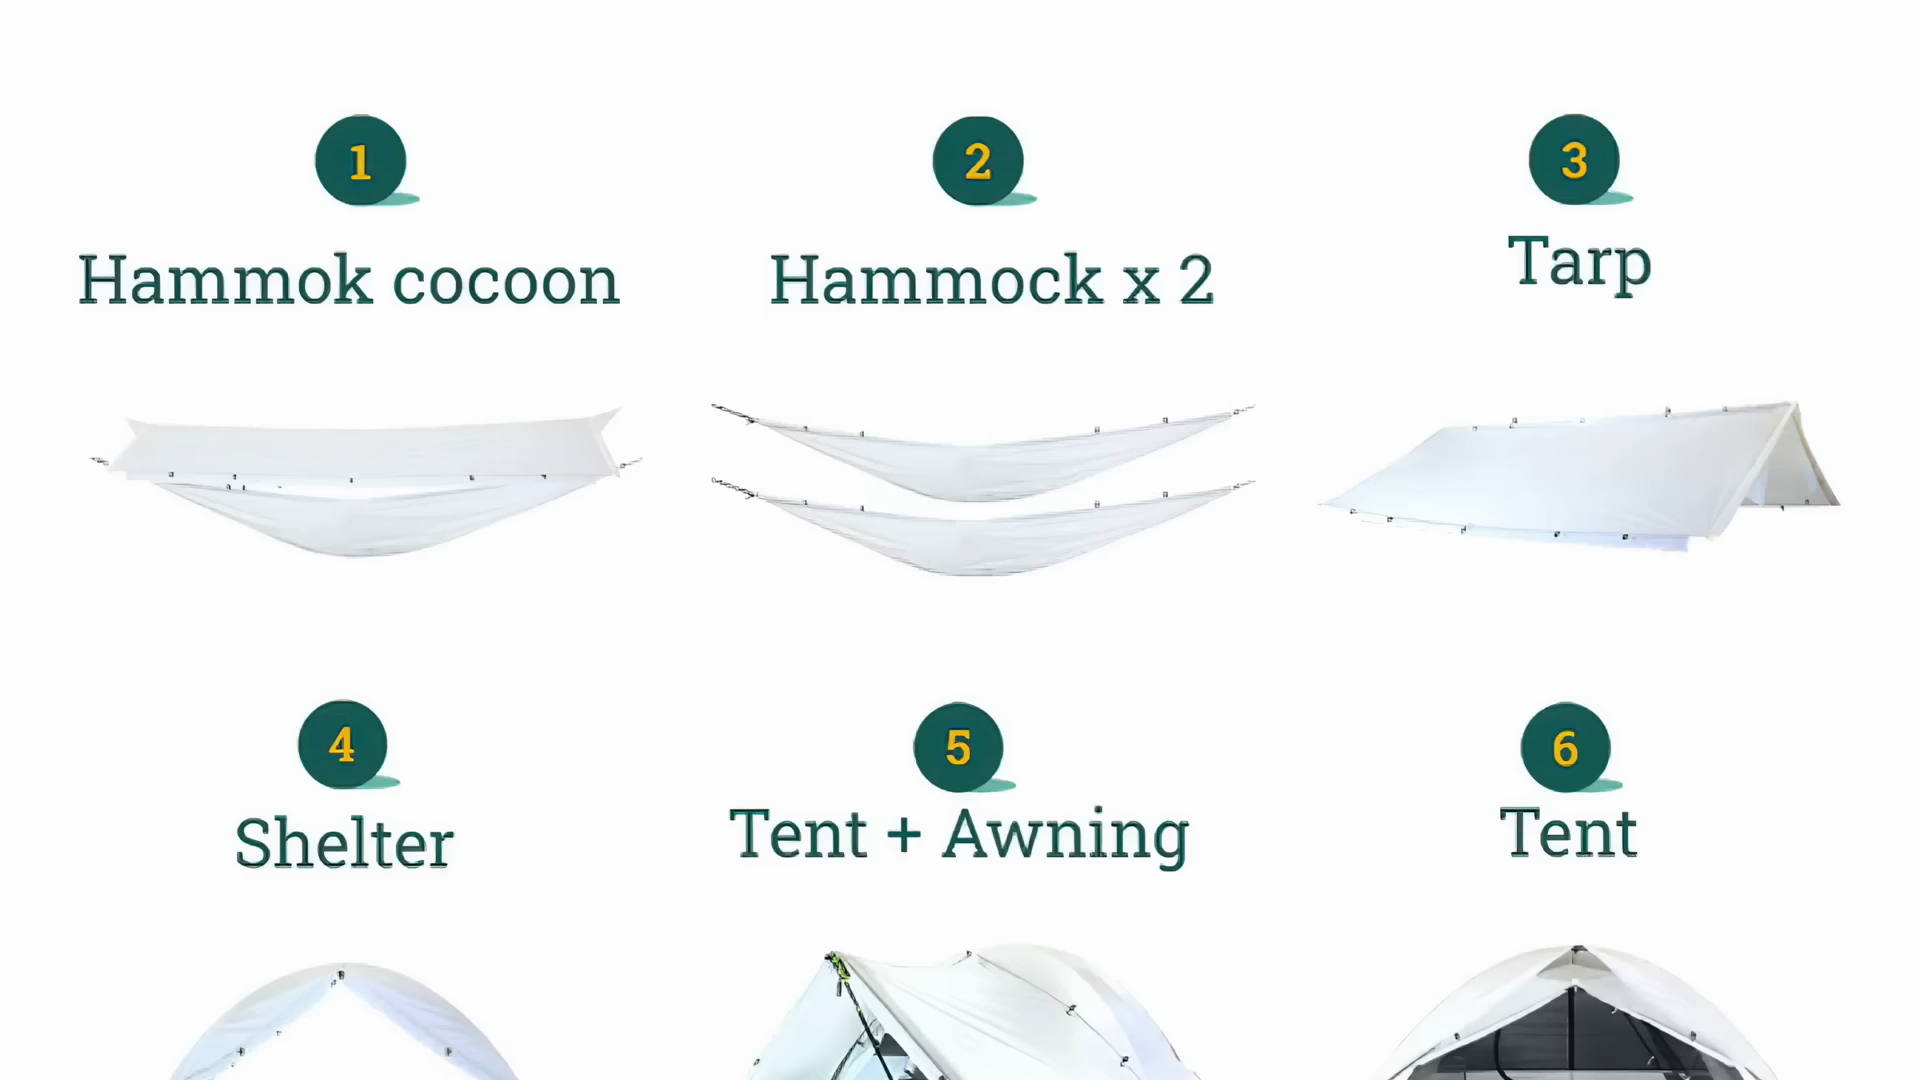 1
Hammok cocoon
2
Hammock x 2
3
Tarp
4
Shelter
5
Tent + Awning
6
Tent